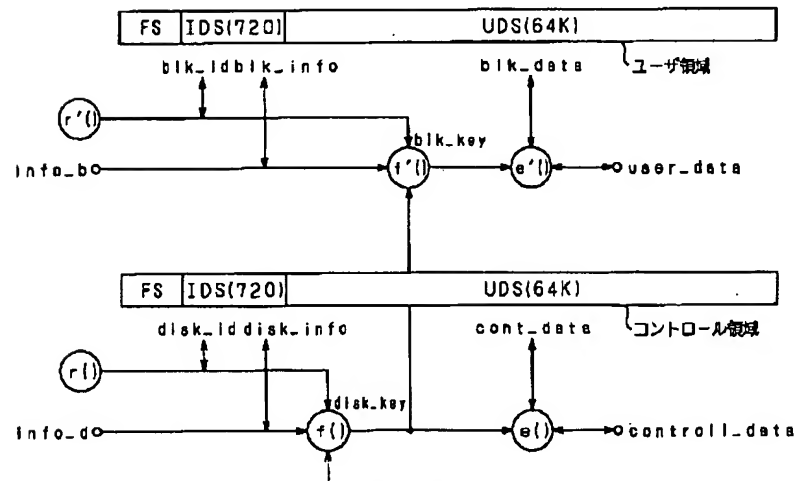 FS IDS(720) UDS(64K)
blk_id blk_info blk_data ユーザ領域
r'()
blk_key
info_b f'() e'() user_data
FS IDS(720) UDS(64K)
disk_id disk_info cont_data コントロール領域
r()
disk_key
info_d f() e() controll_data